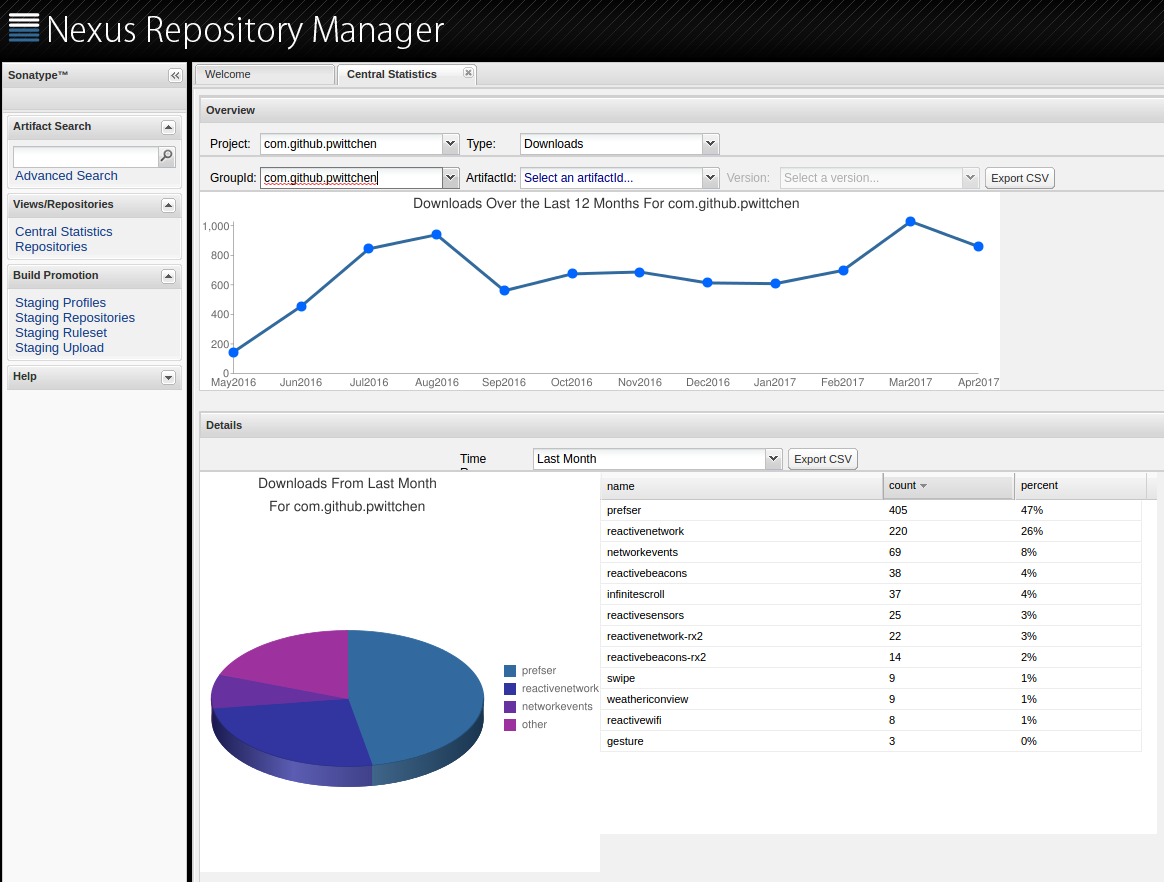 Nexus Repository Manager
Sonatype™
Welcome
Central Statistics
Artifact Search
Advanced Search
Views/Repositories
Central Statistics
Repositories
Build Promotion
Staging Profiles
Staging Repositories
Staging Ruleset
Staging Upload
Help
Overview
Project: com.github.pwittchen Type: Downloads
GroupId: com.github.pwittchen ArtifactId: Select an artifactId... Version: Select a version... Export CSV
Downloads Over the Last 12 Months For com.github.pwittchen
1,000
800
600
400
200
0
May2016 Jun2016 Jul2016 Aug2016 Sep2016 Oct2016 Nov2016 Dec2016 Jan2017 Feb2017 Mar2017 Apr2017
Details
Time Last Month Export CSV
Downloads From Last Month
For com.github.pwittchen
prefser
reactivenetwork
networkevents
other
name count percent
prefser 405 47%
reactivenetwork 220 26%
networkevents 69 8%
reactivebeacons 38 4%
infinitescroll 37 4%
reactivesensors 25 3%
reactivenetwork-rx2 22 3%
reactivebeacons-rx2 14 2%
swipe 9 1%
weathericonview 9 1%
reactivewifi 8 1%
gesture 3 0%